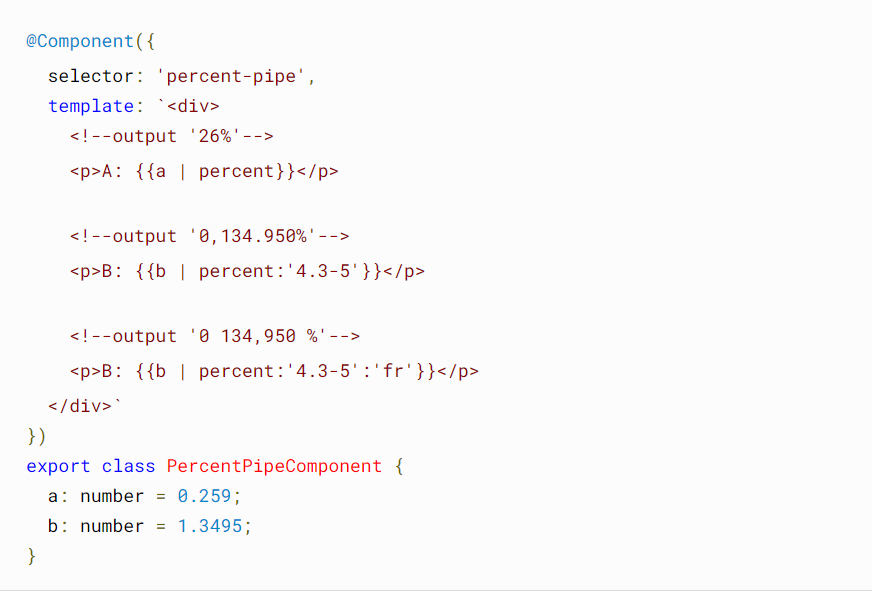 @Component({
  selector: 'percent-pipe',
  template: `<div>
    <!--output '26%'-->
    <p>A: {{a | percent}}</p>

    <!--output '0,134.950%'-->
    <p>B: {{b | percent:'4.3-5'}}</p>

    <!--output '0 134,950 %'-->
    <p>B: {{b | percent:'4.3-5':'fr'}}</p>
  </div>`
})
export class PercentPipeComponent {
  a: number = 0.259;
  b: number = 1.3495;
}